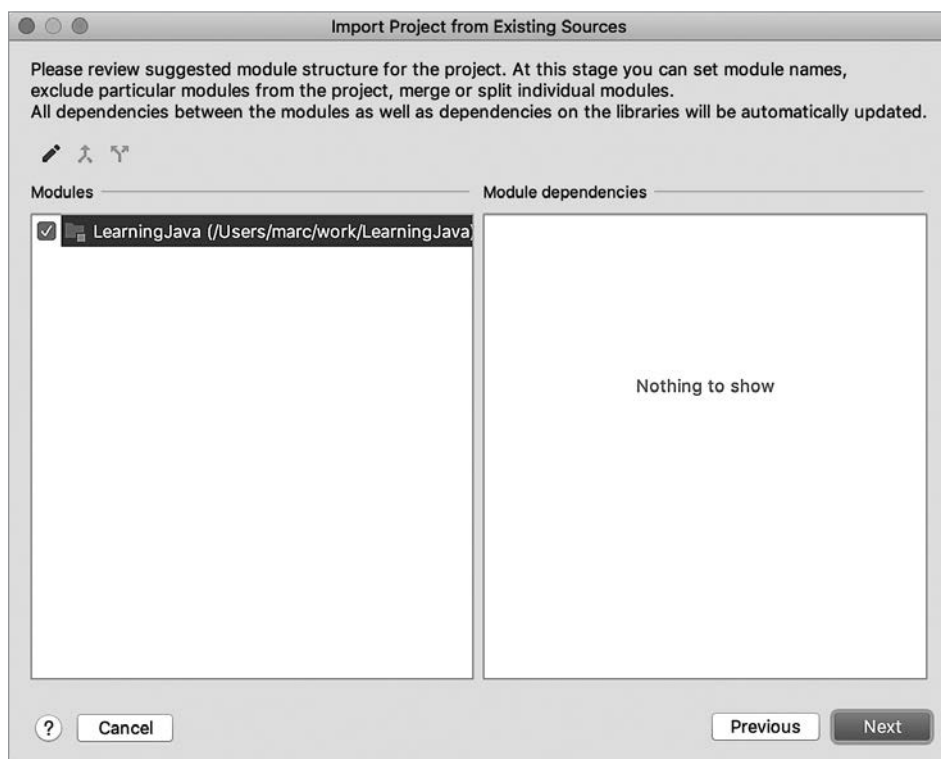 Import Project from Existing Sources
Please review suggested module structure for the project. At this stage you can set module names,
exclude particular modules from the project, merge or split individual modules.
All dependencies between the modules as well as dependencies on the libraries will be automatically updated.
Modules
Module dependencies
LearningJava (/Users/marc/work/LearningJava)
Nothing to show
?
Cancel
Previous
Next